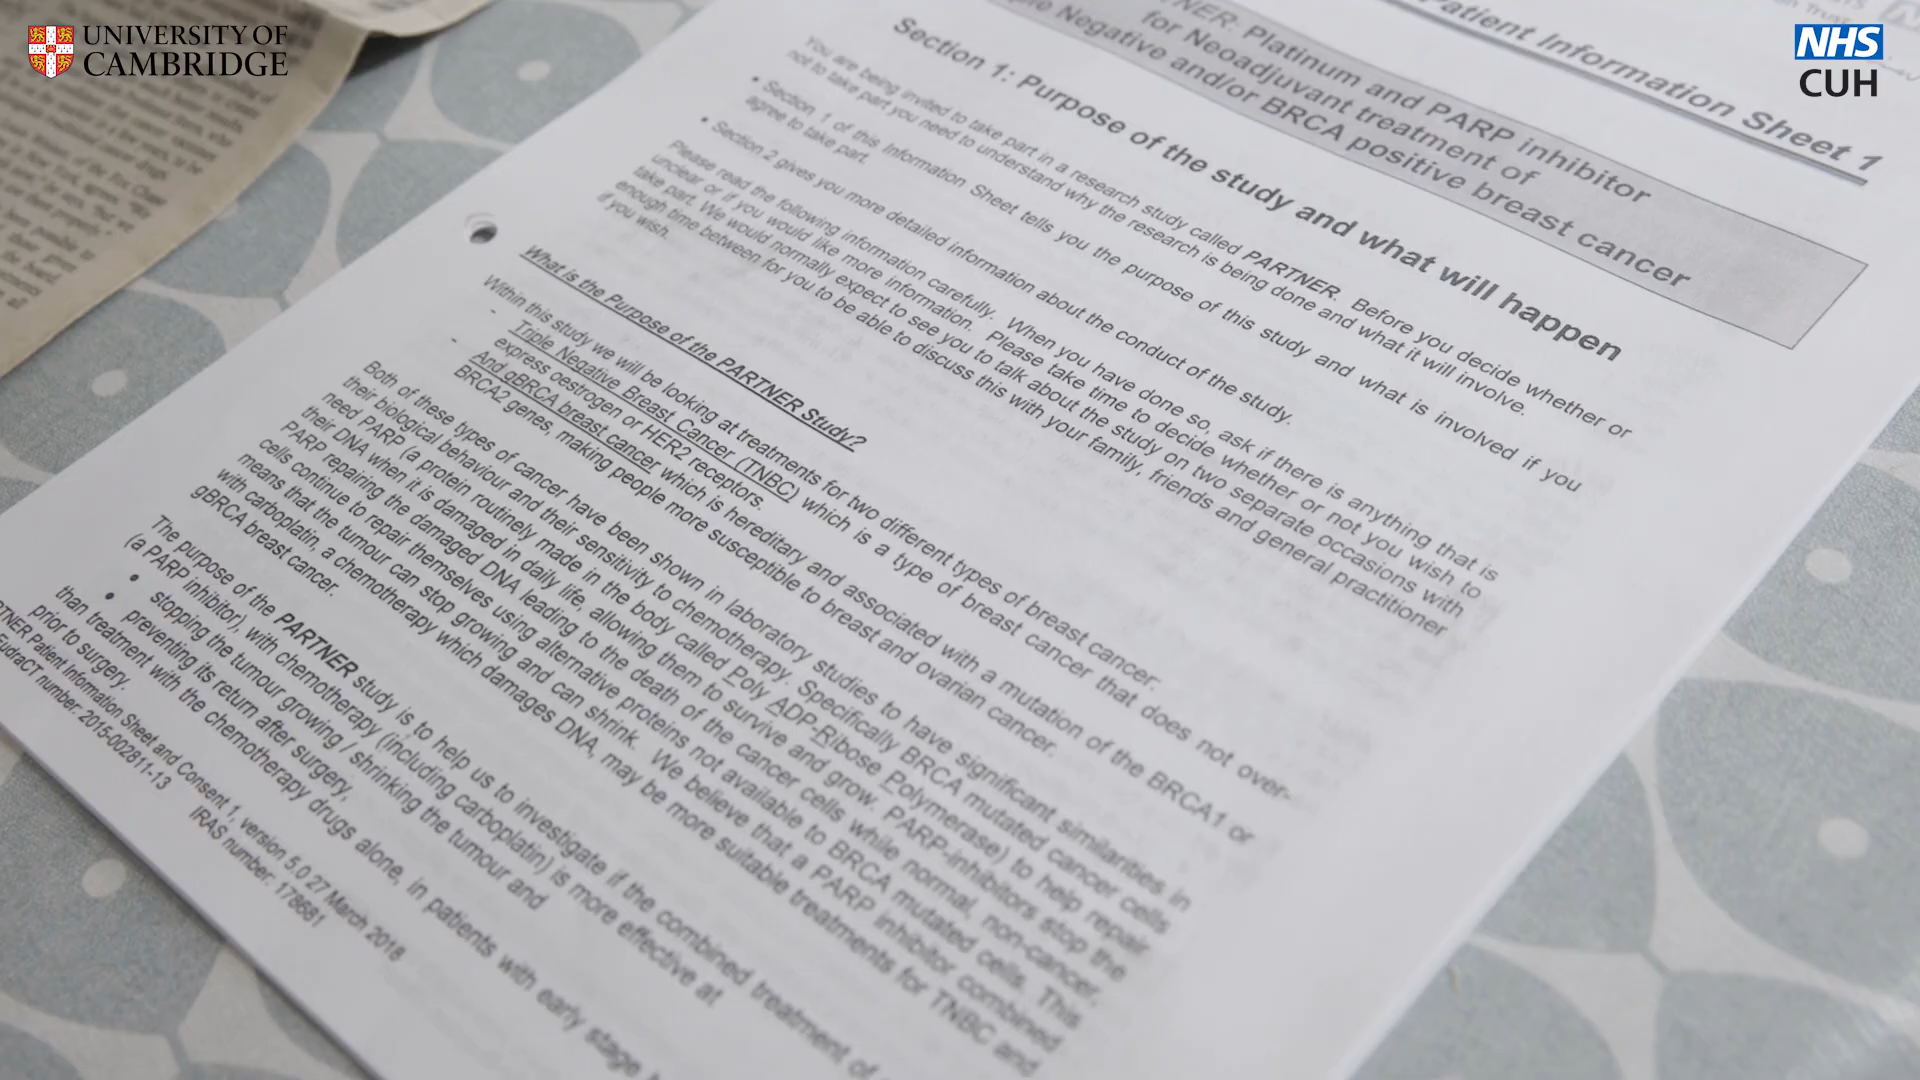 UNIVERSITY OF
CAMBRIDGE
NHS
CUH
Patient Information Sheet 1
Platinum and PARP inhibitor
for Neoadjuvant treatment of
Negative and/or BRCA positive breast cancer
Section 1: Purpose of the study and what will happen
You are being invited to take part in a research study called PARTNER. Before you decide whether or
not to take part you need to understand why the research is being done and what it will involve.
• Section 1 of this Information Sheet tells you the purpose of this study and what is involved if you
agree to take part.
• Section 2 gives you more detailed information about the conduct of the study.
Please read the following information carefully. When you have done so, ask if there is anything that is
unclear or if you would like more information. Please take time to decide whether or not you wish to
take part. We would normally expect to see you to talk about the study on two separate occasions with
enough time between for you to be able to discuss this with your family, friends and general practitioner
if you wish.
What is the Purpose of the PARTNER Study?
Within this study we will be looking at treatments for two different types of breast cancer:
- Triple Negative Breast Cancer (TNBC) which is a type of breast cancer that does not over-
express oestrogen or HER2 receptors.
- And gBRCA breast cancer which is hereditary and associated with a mutation of the BRCA1 or
BRCA2 genes, making people more susceptible to breast and ovarian cancer.
Both of these types of cancer have been shown in laboratory studies to have significant similarities in
their biological behaviour and their sensitivity to chemotherapy. Specifically BRCA mutated cancer cells
need PARP (a protein routinely made in the body called Poly ADP-Ribose Polymerase) to help repair
their DNA when it is damaged in daily life, allowing them to survive and grow. PARP-inhibitors stop the
PARP repairing the damaged DNA leading to the death of the cancer cells while normal, non-cancer,
cells continue to repair themselves using alternative proteins not available to BRCA mutated cells. This
means that the tumour can stop growing and can shrink. We believe that a PARP inhibitor combined
with carboplatin, a chemotherapy which damages DNA, may be more suitable treatments for TNBC and
gBRCA breast cancer.
The purpose of the PARTNER study is to help us to investigate if the combined treatment of
(a PARP inhibitor), with chemotherapy (including carboplatin) is more effective at
• stopping the tumour growing / shrinking the tumour and
• preventing its return after surgery,
than treatment with the chemotherapy drugs alone, in patients with early stage
prior to surgery.
Patient Information Sheet and Consent 1, version 5.0 27 March 2018
EudraCT number: 2015-002811-13 IRAS number: 178681